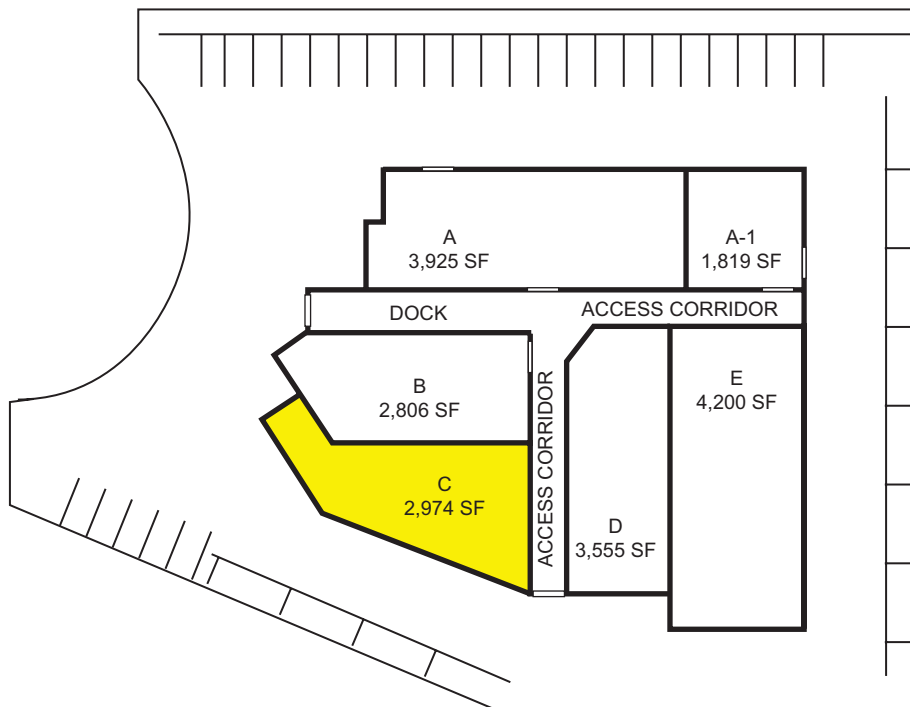 A
3,925 SF
A-1
1,819 SF
DOCK
ACCESS CORRIDOR
B
2,806 SF
ACCESS CORRIDOR
E
4,200 SF
C
2,974 SF
D
3,555 SF